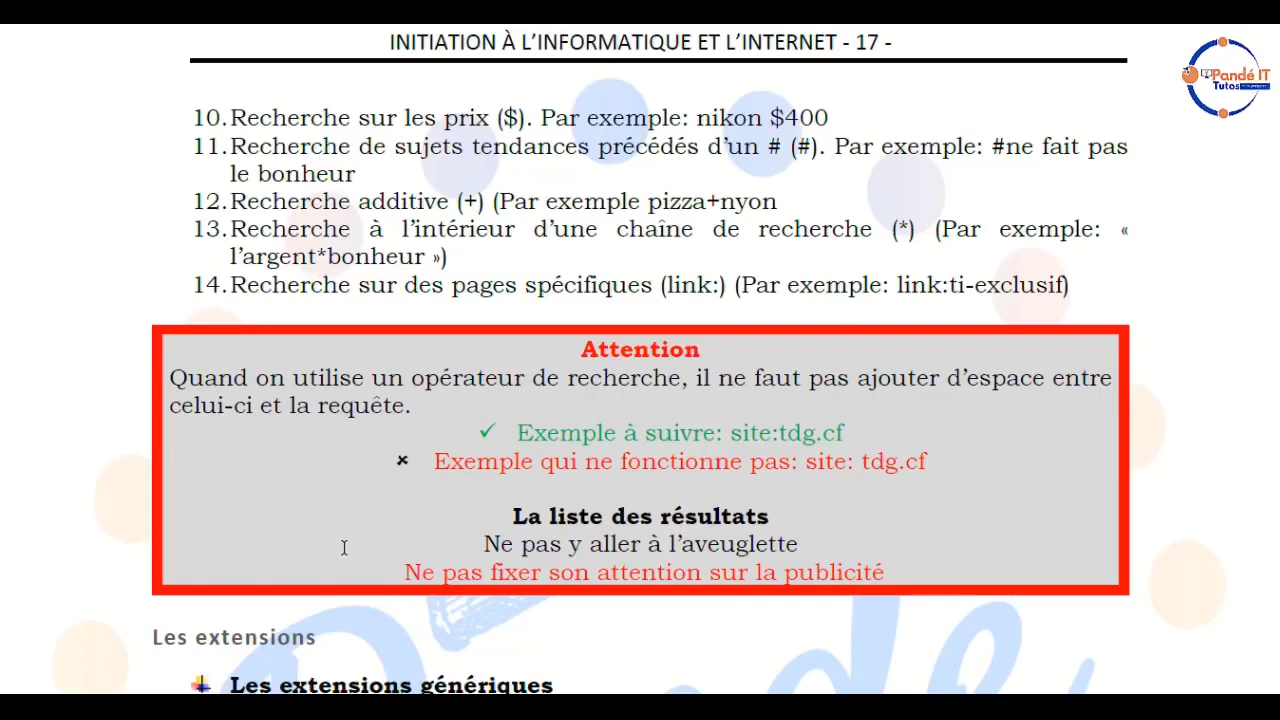 INITIATION À L'INFORMATIQUE ET L'INTERNET - 17 -
Pandé IT
Tutos
10. Recherche sur les prix ($). Par exemple: nikon $400
11. Recherche de sujets tendances précédés d'un # (#). Par exemple: #ne fait pas
le bonheur
12. Recherche additive (+) (Par exemple pizza+nyon
13. Recherche à l'intérieur d'une chaîne de recherche (*) (Par exemple: «
l'argent*bonheur »)
14. Recherche sur des pages spécifiques (link:) (Par exemple: link:ti-exclusif)
Attention
Quand on utilise un opérateur de recherche, il ne faut pas ajouter d'espace entre
celui-ci et la requête.
✓ Exemple à suivre: site:tdg.cf
× Exemple qui ne fonctionne pas: site: tdg.cf
La liste des résultats
Ne pas y aller à l'aveuglette
Ne pas fixer son attention sur la publicité
Les extensions
Les extensions génériques